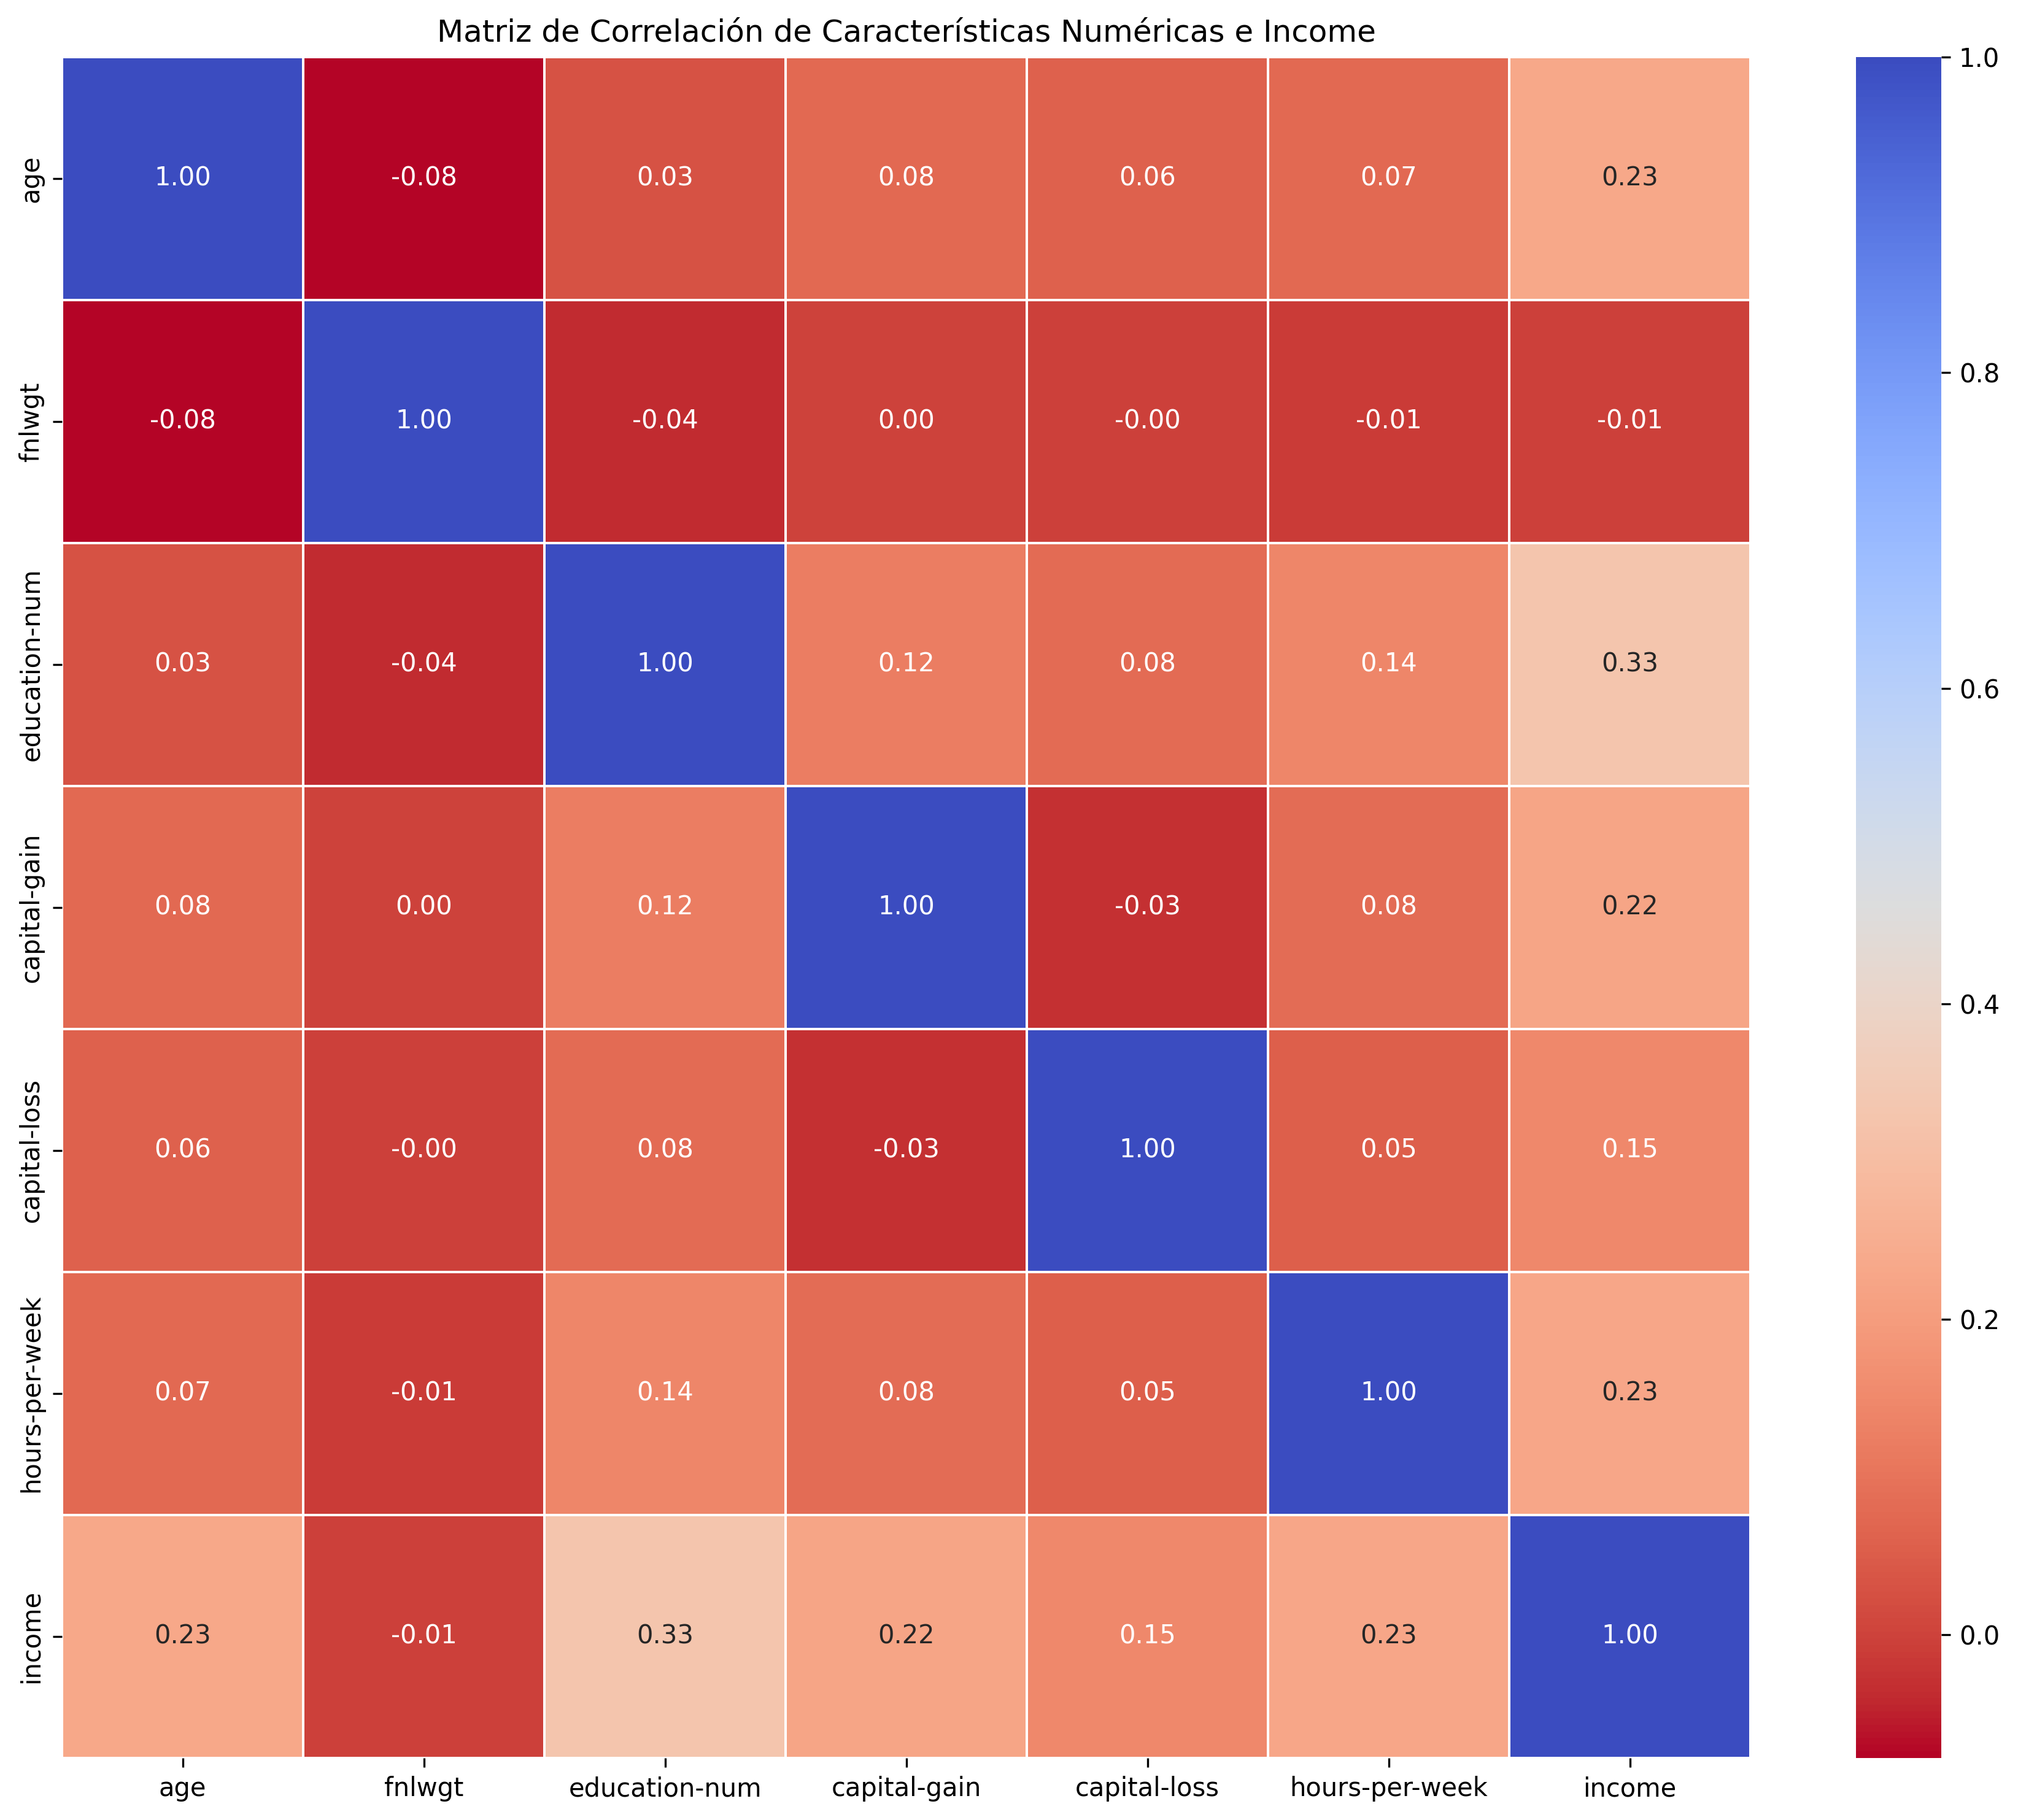 Matriz de Correlación de Características Numéricas e Income
age 1.00 -0.08 0.03 0.08 0.06 0.07 0.23
fnlwgt -0.08 1.00 -0.04 0.00 -0.00 -0.01 -0.01
education-num 0.03 -0.04 1.00 0.12 0.08 0.14 0.33
capital-gain 0.08 0.00 0.12 1.00 -0.03 0.08 0.22
capital-loss 0.06 -0.00 0.08 -0.03 1.00 0.05 0.15
hours-per-week 0.07 -0.01 0.14 0.08 0.05 1.00 0.23
income 0.23 -0.01 0.33 0.22 0.15 0.23 1.00
age fnlwgt education-num capital-gain capital-loss hours-per-week income
1.0
0.8
0.6
0.4
0.2
0.0